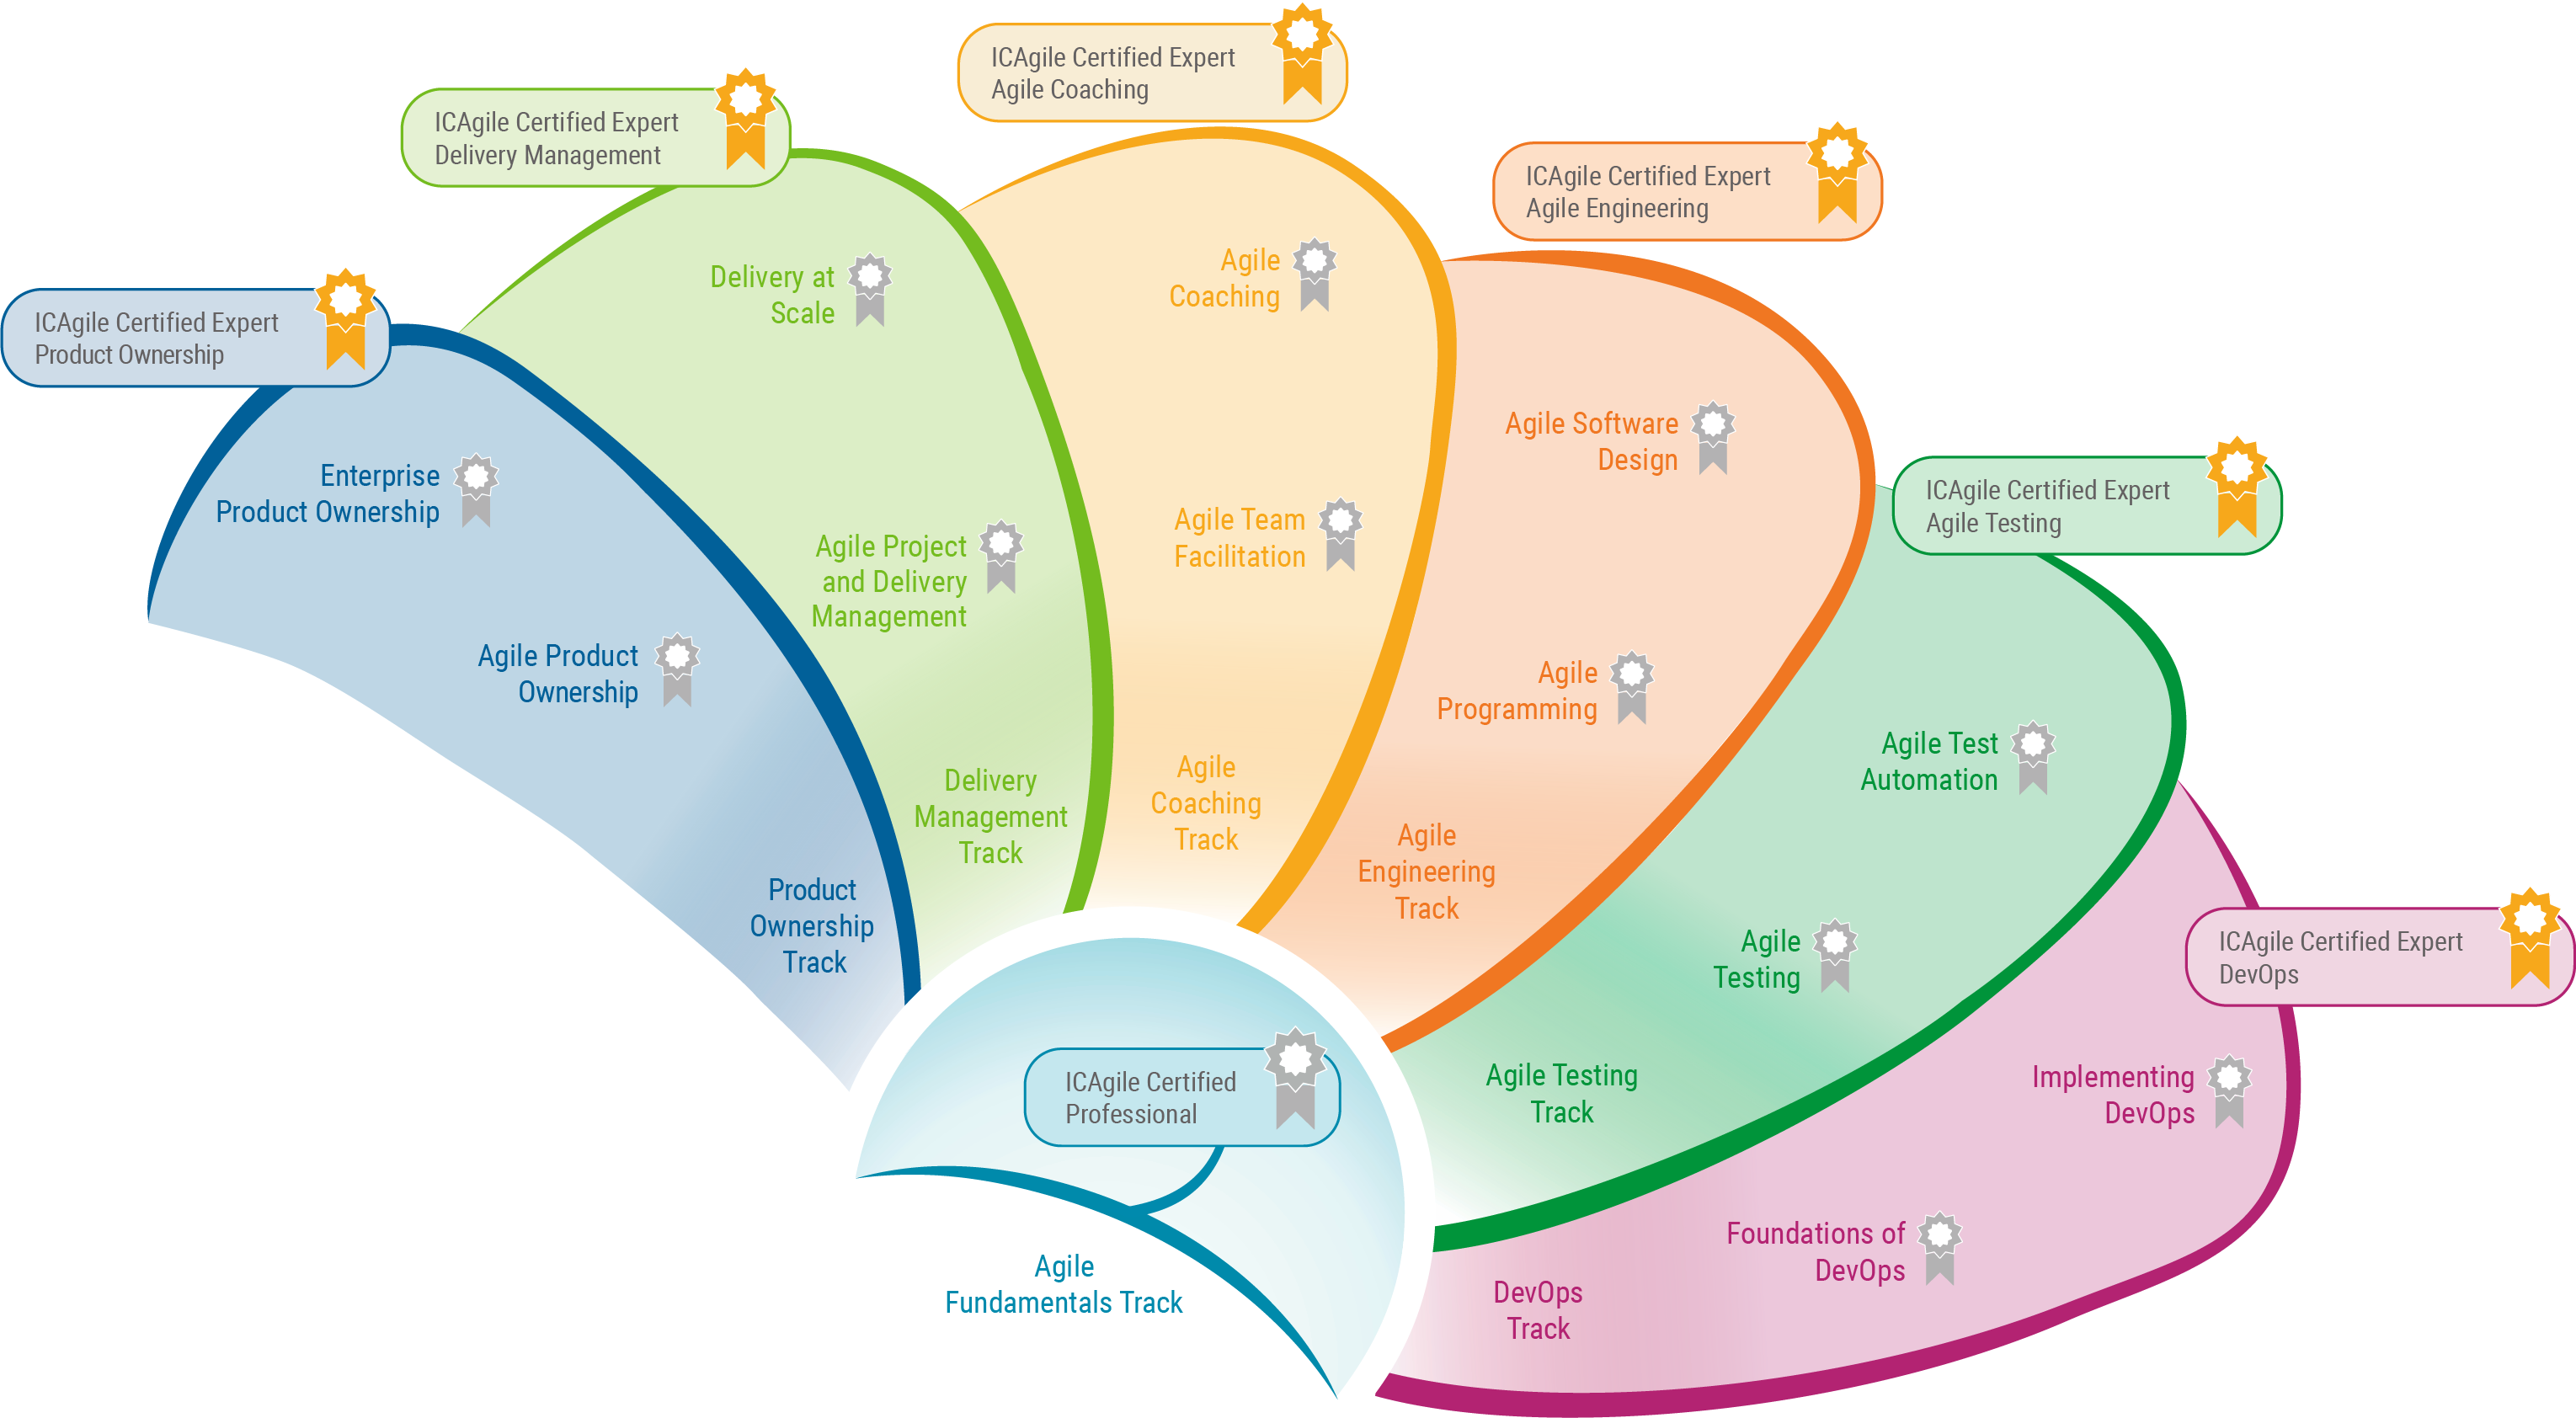 ICAgile Certified Expert
Product Ownership
Enterprise
Product Ownership
Agile Product
Ownership
Product
Ownership
Track
ICAgile Certified Expert
Delivery Management
Delivery at
Scale
Agile Project
and Delivery
Management
Delivery
Management
Track
ICAgile Certified Expert
Agile Coaching
Agile
Coaching
Agile Team
Facilitation
Agile
Coaching
Track
ICAgile Certified Expert
Agile Engineering
Agile Software
Design
Agile
Programming
Agile
Engineering
Track
ICAgile Certified Expert
Agile Testing
Agile Test
Automation
Agile
Testing
Agile Testing
Track
ICAgile Certified Expert
DevOps
Implementing
DevOps
Foundations of
DevOps
DevOps
Track
ICAgile Certified
Professional
Agile
Fundamentals Track